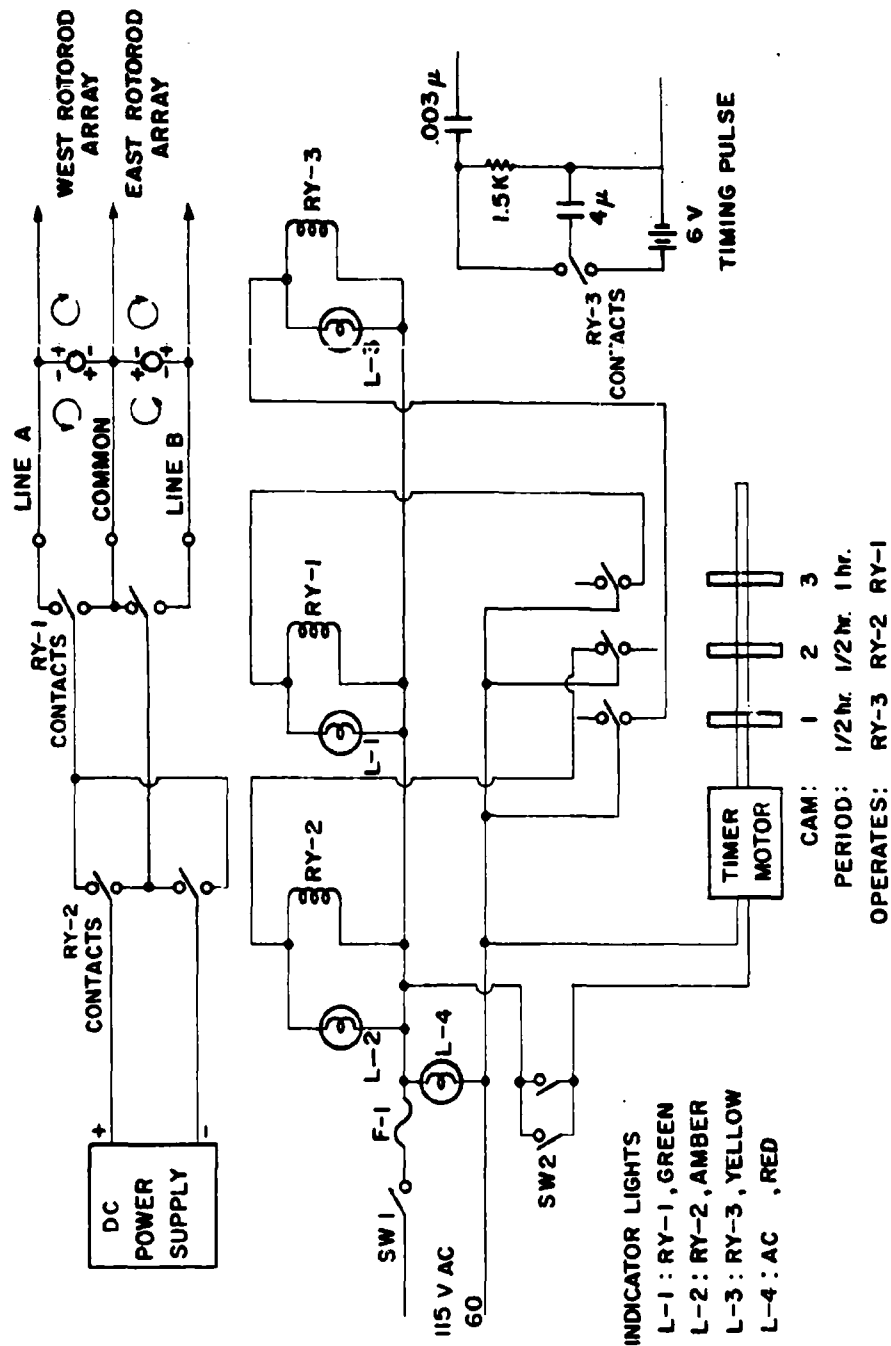 WEST ROTOROD
ARRAY
EAST ROTOROD
ARRAY
LINE A
COMMON
LINE B
- +
+ -
- +
+ -
RY-1
CONTACTS
RY-2
CONTACTS
DC
POWER
SUPPLY
+
-
RY-2
L-2
RY-1
L-1
RY-3
L-3
SW1
F-1
L-4
115 V AC
60
SW2
.003 μ
1.5K
4μ
RY-3
CONTACTS
6V
TIMING PULSE
TIMER
MOTOR
CAM: 1 2 3
PERIOD: 1/2 hr. 1/2 hr. 1 hr.
OPERATES: RY-3 RY-2 RY-1
INDICATOR LIGHTS
L-1 : RY-1, GREEN
L-2 : RY-2, AMBER
L-3 : RY-3, YELLOW
L-4 : AC , RED